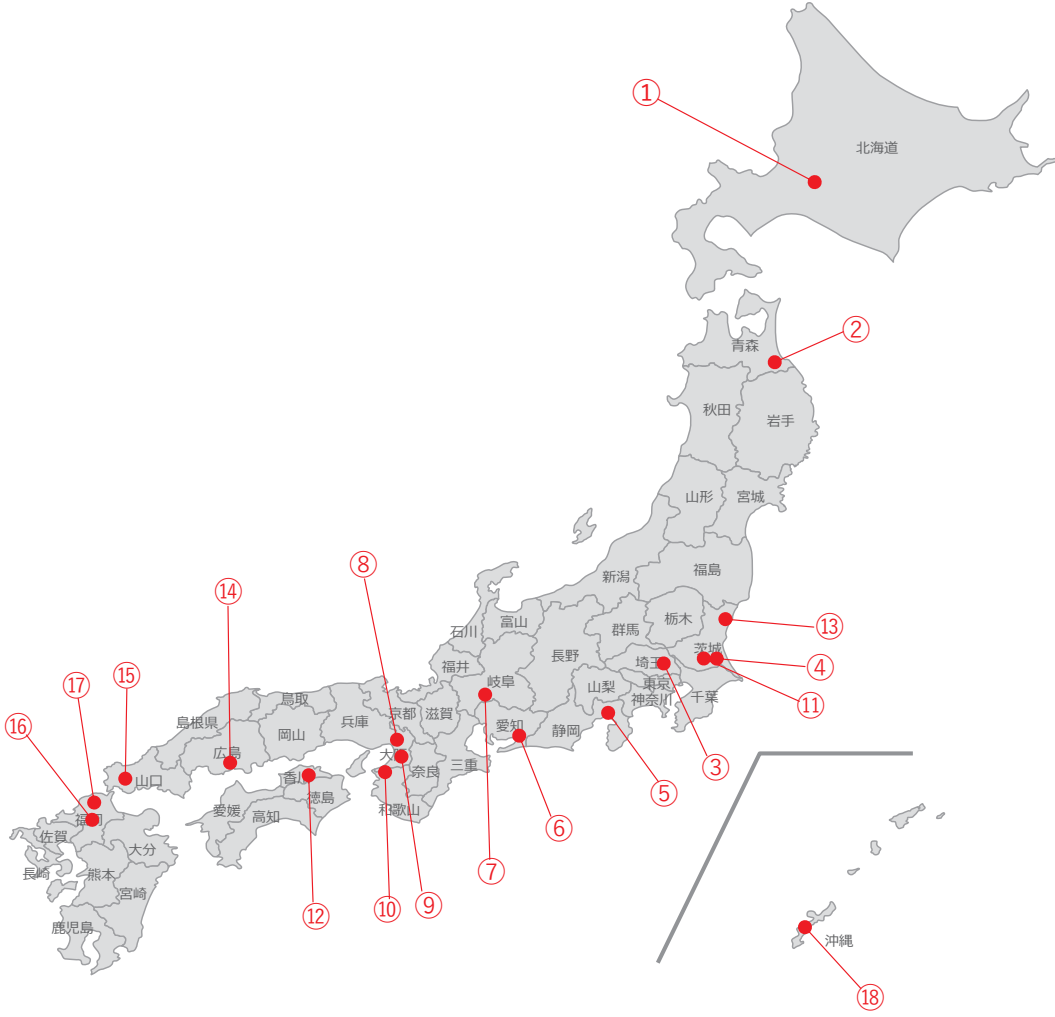 ①
北海道
②
青森
秋田
岩手
山形
宮城
⑧
新潟
福島
⑭
石川
富山
群馬
栃木
⑬
⑮
福井
長野
埼玉
茨城
④
⑰
鳥取
京都
滋賀
岐阜
山梨
東京
神奈川
千葉
⑪
⑯
島根県
岡山
兵庫
愛知
静岡
広島
大阪
奈良
三重
③
山口
香川
徳島
和歌山
⑤
愛媛
高知
⑥
福岡
佐賀
大分
長崎
熊本
宮崎
⑦
⑫
⑩
⑨
鹿児島
沖縄
⑱